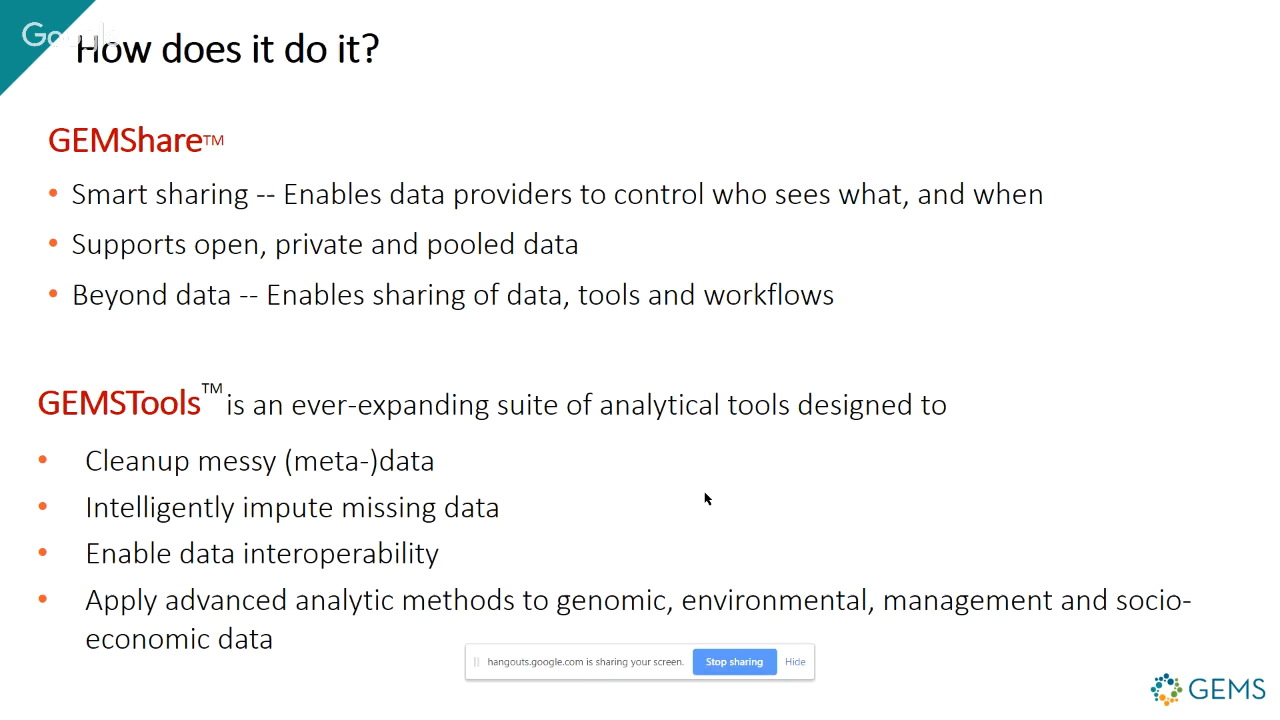 Google
How does it do it?
GEMShare™
• Smart sharing -- Enables data providers to control who sees what, and when
• Supports open, private and pooled data
• Beyond data -- Enables sharing of data, tools and workflows
GEMSTools™ is an ever-expanding suite of analytical tools designed to
• Cleanup messy (meta-)data
• Intelligently impute missing data
• Enable data interoperability
• Apply advanced analytic methods to genomic, environmental, management and socio-
economic data
hangouts.google.com is sharing your screen. Stop sharing Hide
GEMS